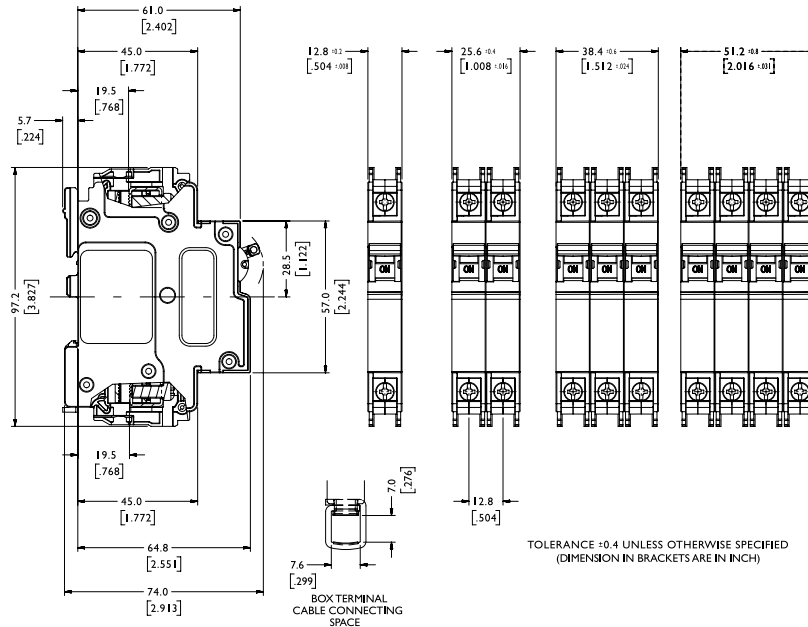 61.0
[2.402]
45.0
[1.772]
19.5
[.768]
5.7
[.224]
12.8 ±0.2
[.504 ±.008]
25.6 ±0.4
[1.008 ±.016]
38.4 ±0.6
[1.512 ±.024]
51.2 ±0.8
[2.016 ±.031]
97.2
[3.827]
28.5
[1.122]
57.0
[2.244]
ON
ON
ON
ON
ON
ON
ON
ON
ON
19.5
[.768]
45.0
[1.772]
64.8
[2.551]
74.0
[2.913]
7.0
[.276]
7.6
[.299]
BOX TERMINAL
CABLE CONNECTING
SPACE
12.8
[.504]
TOLERANCE ±0.4 UNLESS OTHERWISE SPECIFIED
(DIMENSION IN BRACKETS ARE IN INCH)